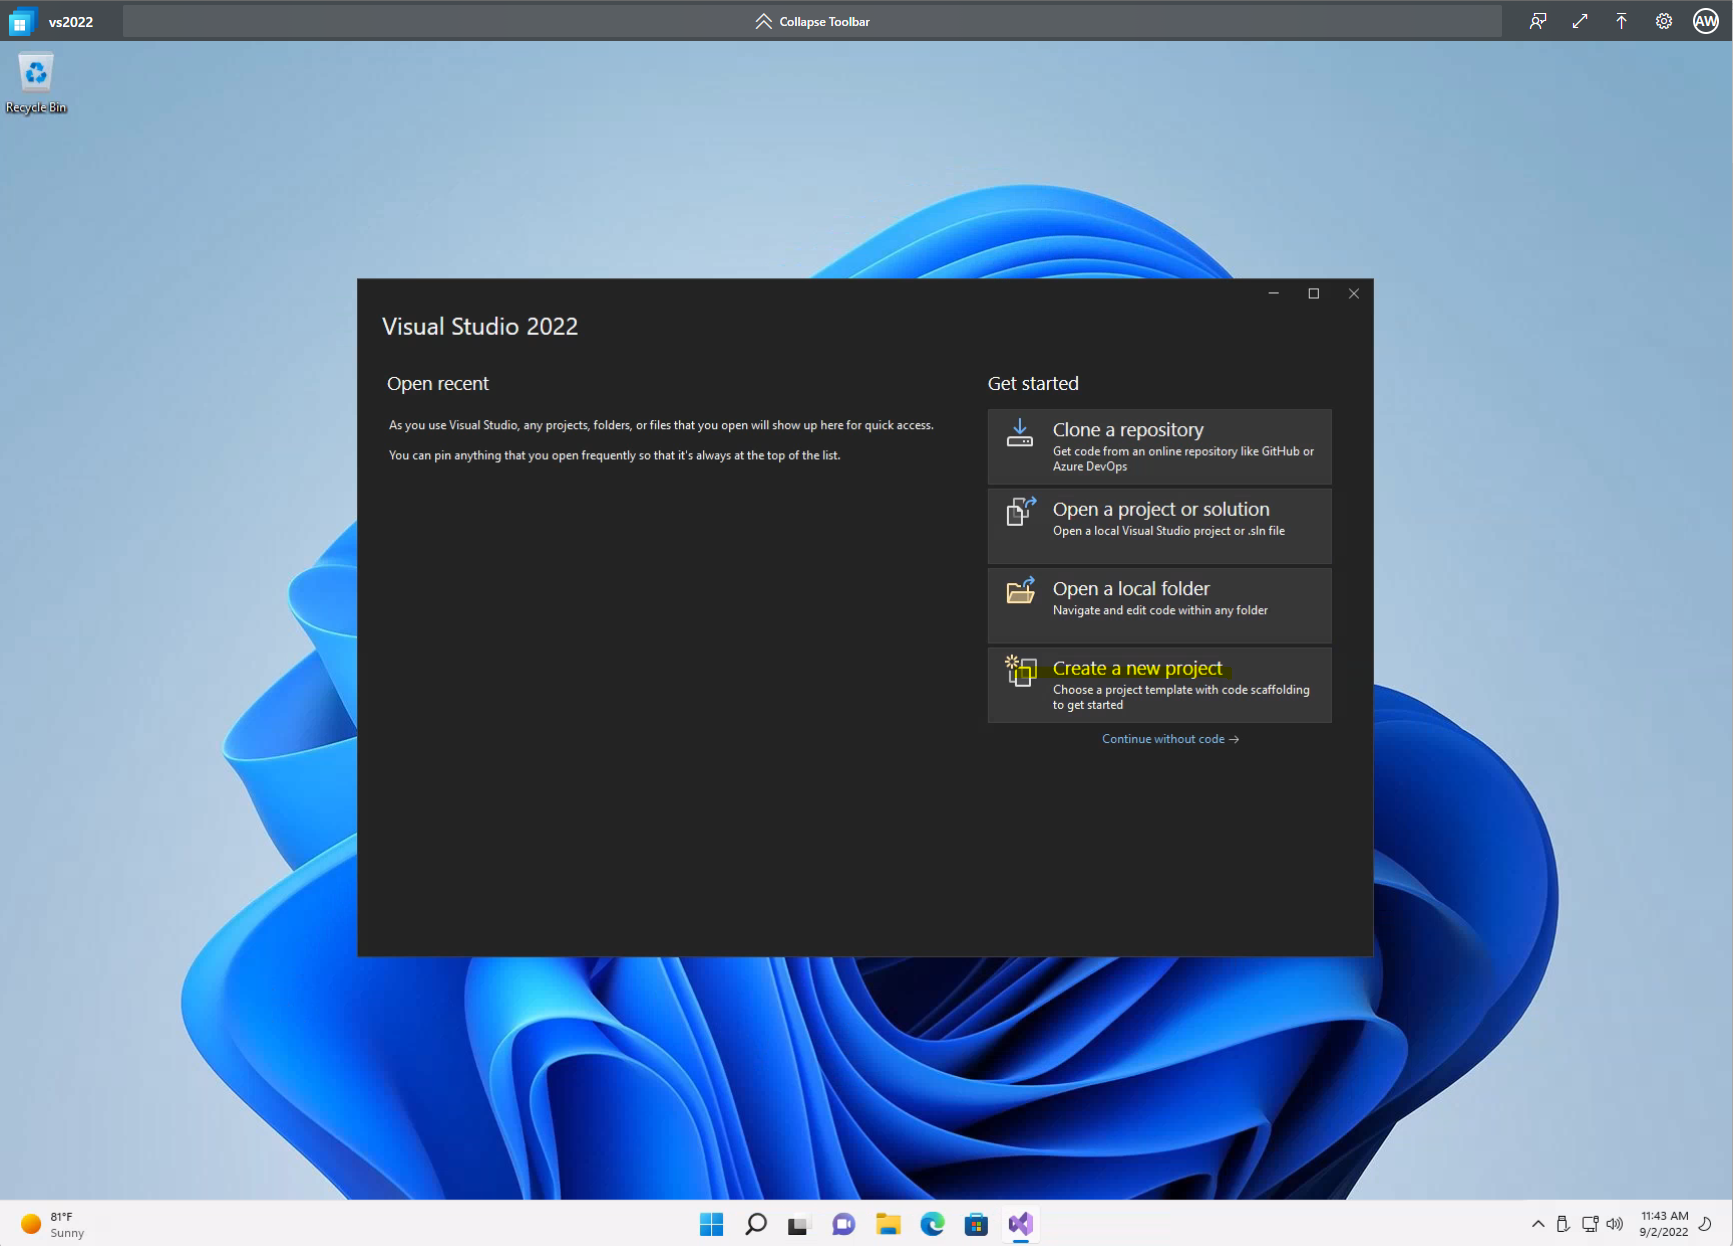 vs2022
Collapse Toolbar
AW
Recycle Bin
Visual Studio 2022
Open recent
As you use Visual Studio, any projects, folders, or files that you open will show up here for quick access.
You can pin anything that you open frequently so that it's always at the top of the list.
Get started
Clone a repository
Get code from an online repository like GitHub or
Azure DevOps
Open a project or solution
Open a local Visual Studio project or .sln file
Open a local folder
Navigate and edit code within any folder
Create a new project
Choose a project template with code scaffolding
to get started
Continue without code →
81°F
Sunny
11:43 AM
9/2/2022